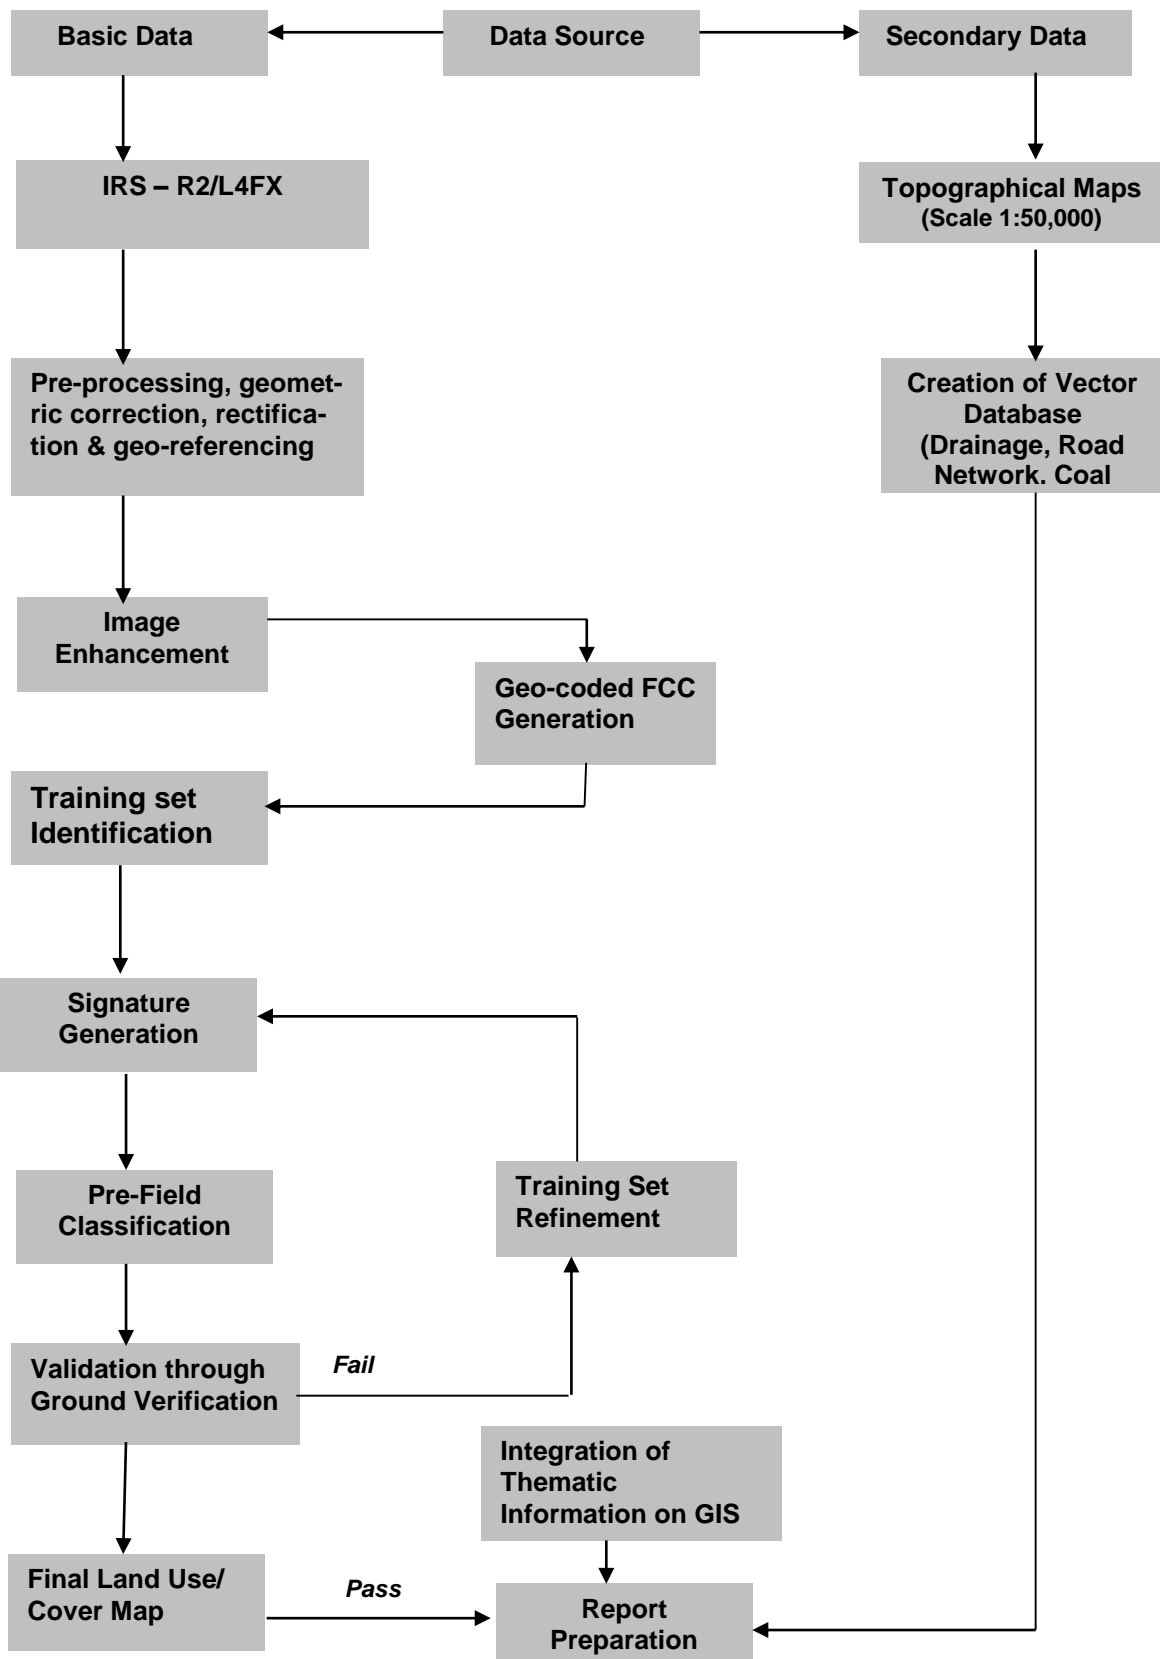 Basic Data
Data Source
Secondary Data
IRS – R2/L4FX
Topographical Maps
(Scale 1:50,000)
Pre-processing, geomet-
ric correction, rectifica-
tion & geo-referencing
Creation of Vector
Database
(Drainage, Road
Network. Coal
Image
Enhancement
Geo-coded FCC
Generation
Training set
Identification
Signature
Generation
Pre-Field
Classification
Training Set
Refinement
Validation through
Ground Verification
Fail
Integration of
Thematic
Information on GIS
Final Land Use/
Cover Map
Pass
Report
Preparation